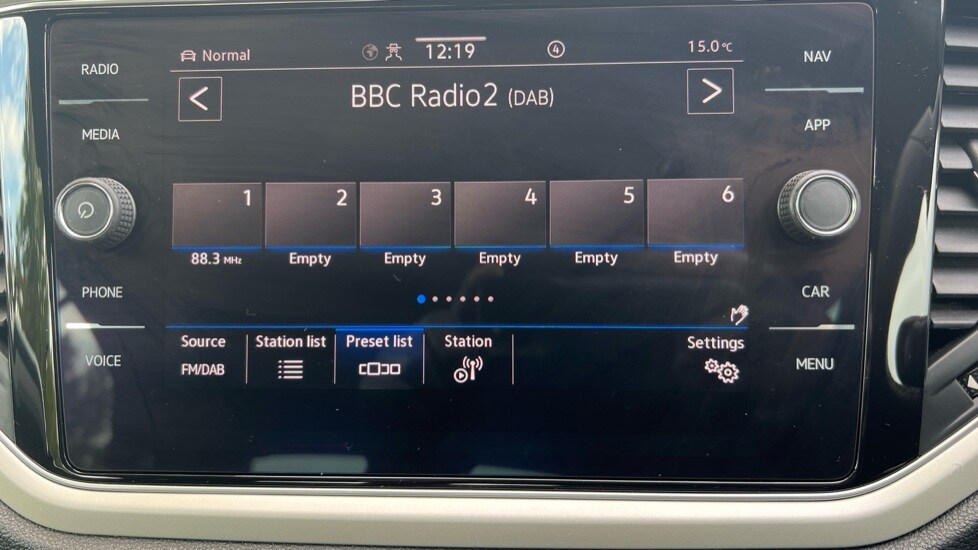 RADIO
MEDIA
PHONE
VOICE
Normal
12:19
4
15.0°C
< BBC Radio2 (DAB) >
1 2 3 4 5 6
88.3 MHz Empty Empty Empty Empty Empty
Source Station list Preset list Station Settings
FM/DAB
NAV
APP
CAR
MENU